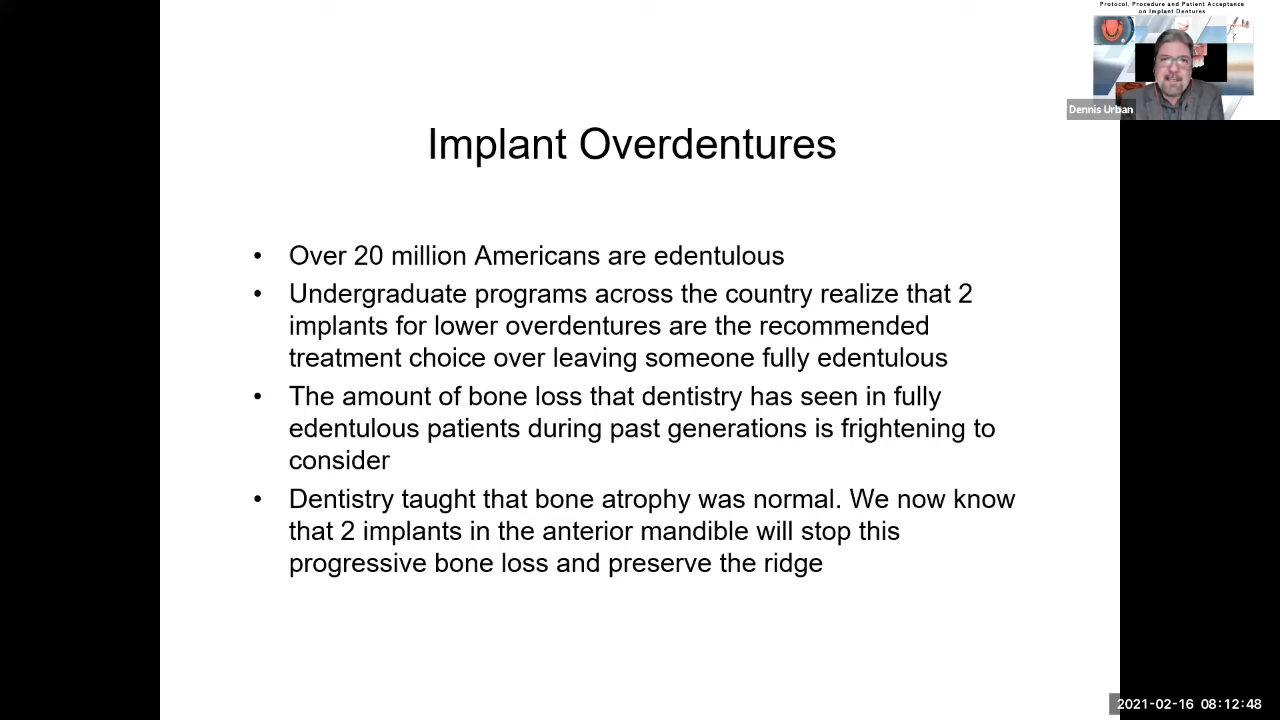 Protocol, Procedure and Patient Acceptance
on Implant Dentures
Dennis Urban
Implant Overdentures
• Over 20 million Americans are edentulous
• Undergraduate programs across the country realize that 2
implants for lower overdentures are the recommended
treatment choice over leaving someone fully edentulous
• The amount of bone loss that dentistry has seen in fully
edentulous patients during past generations is frightening to
consider
• Dentistry taught that bone atrophy was normal. We now know
that 2 implants in the anterior mandible will stop this
progressive bone loss and preserve the ridge
2021-02-16 08:12:48